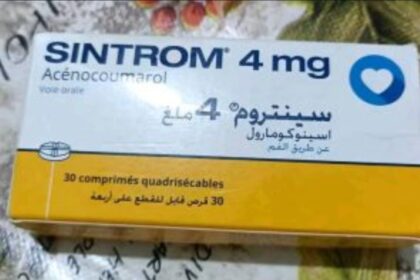 SINTROM® 4 mg
Acénocoumarol
Voie orale
سينتروم® 4 ملغ
اسينوكومارول
عن طريق الفم
30 comprimés quadrisécables
30 قرص قابل للقطع على أربعة